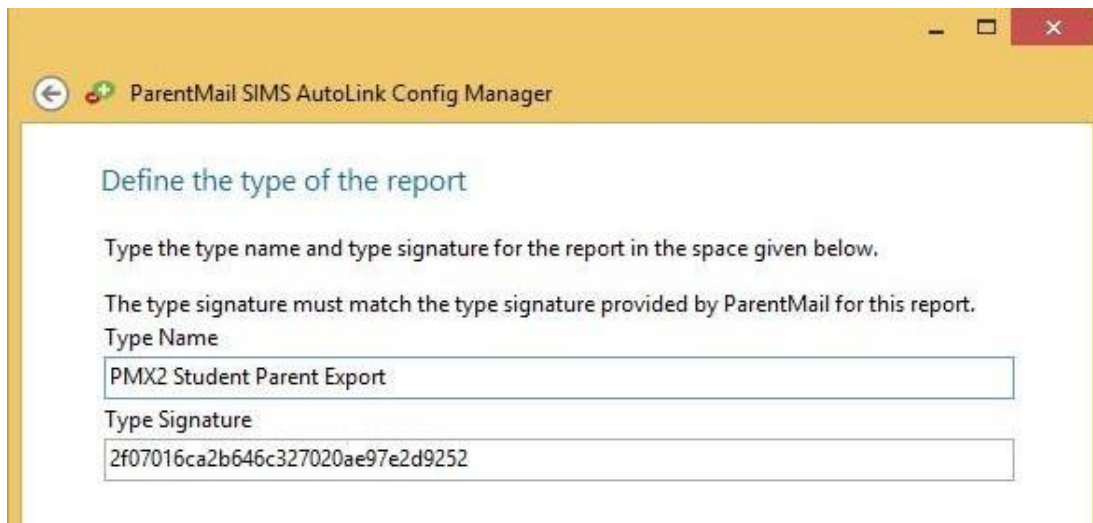 ParentMail SIMS AutoLink Config Manager
Define the type of the report
Type the type name and type signature for the report in the space given below.
The type signature must match the type signature provided by ParentMail for this report.
Type Name
PMX2 Student Parent Export
Type Signature
2f07016ca2b646c327020ae97e2d9252